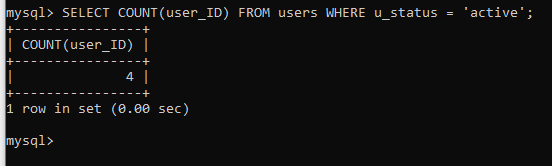 mysql> SELECT COUNT(user_ID) FROM users WHERE u_status = 'active';
+----------------+
| COUNT(user_ID) |
+----------------+
|              4 |
+----------------+
1 row in set (0.00 sec)
mysql>